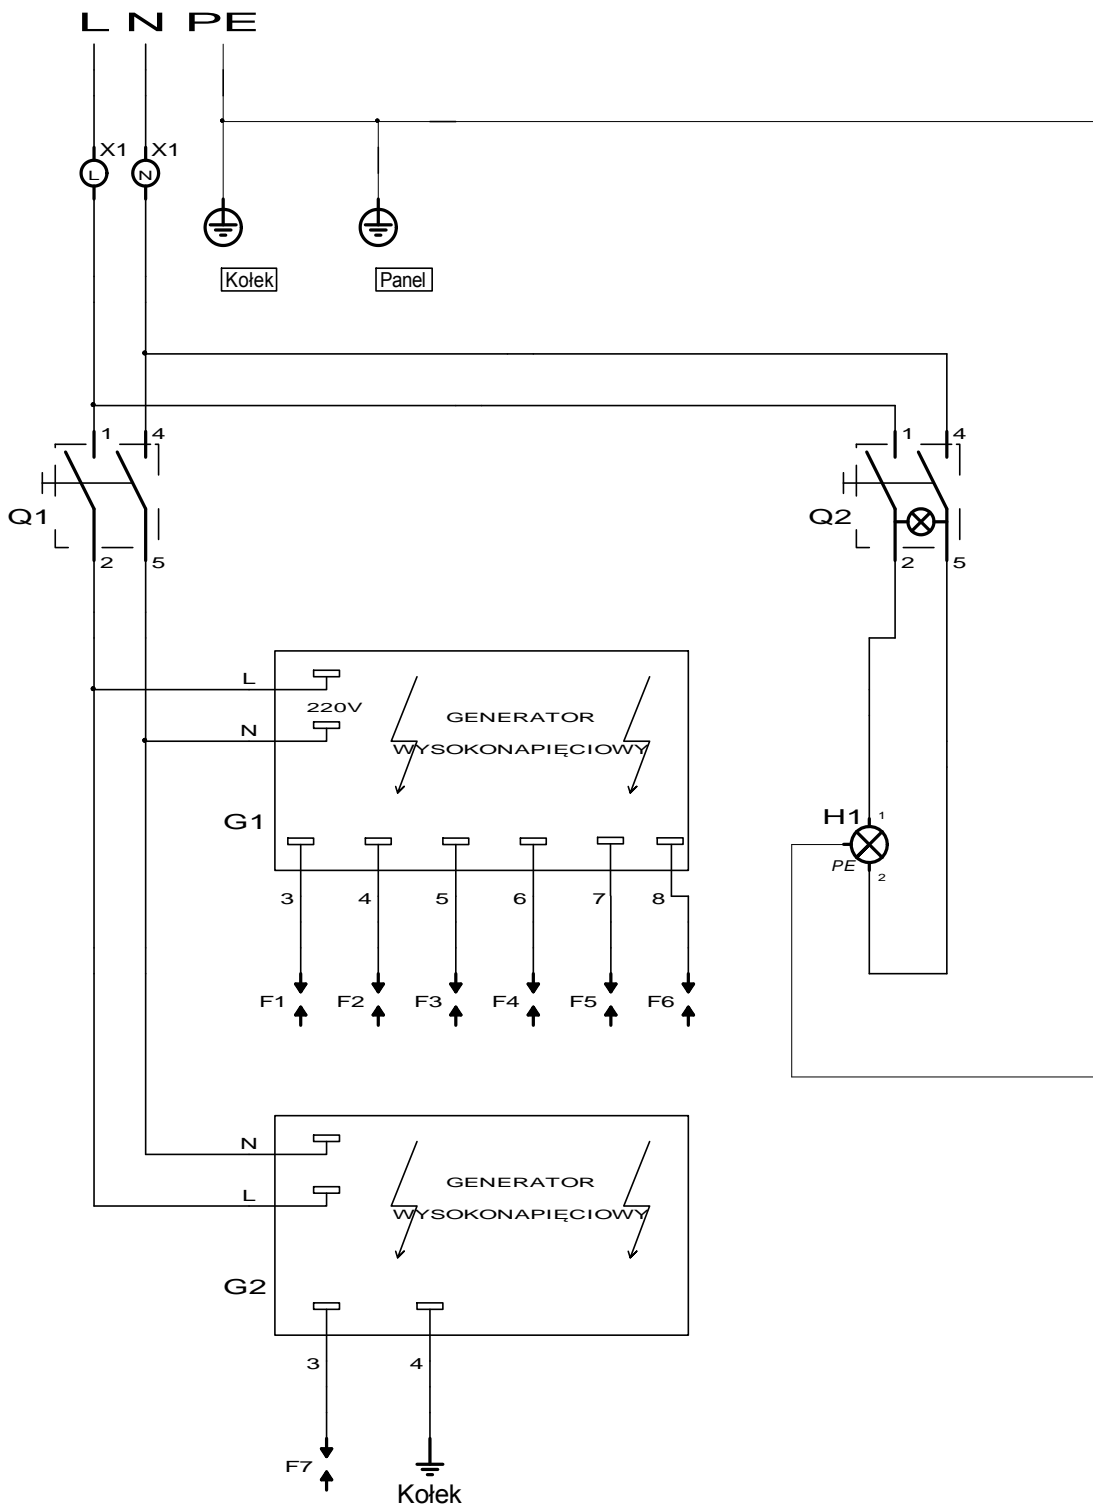 L N PE
X1 X1
L N
Kołek Panel
1 4 1 4
Q1 Q2
2 5 2 5
L
220V
GENERATOR
N
WYSOKONAPIĘCIOWY
G1 H1 1
PE 2
3 4 5 6 7 8
F1 F2 F3 F4 F5 F6
N
GENERATOR
L
WYSOKONAPIĘCIOWY
G2
3 4
F7
Kołek